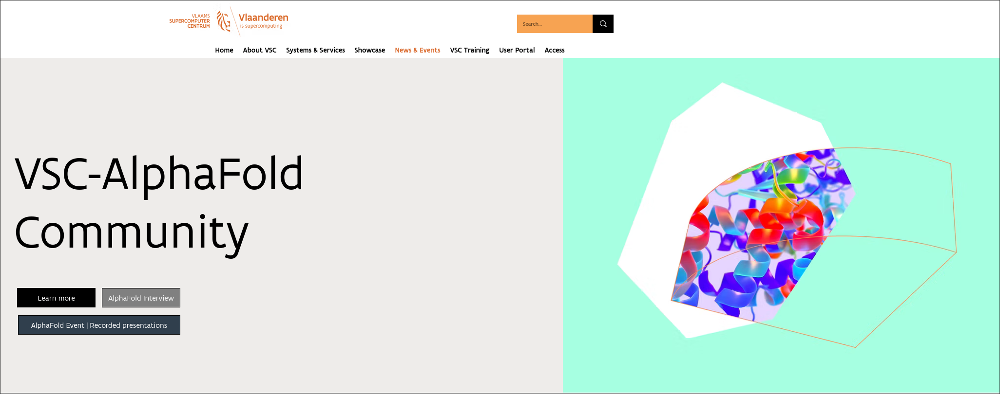 VLAAMS
SUPERCOMPUTER
CENTRUM
Vlaanderen
is supercomputing
Search...
Home About VSC Systems & Services Showcase News & Events VSC Training User Portal Access
VSC-AlphaFold
Community
Learn more AlphaFold Interview
AlphaFold Event | Recorded presentations